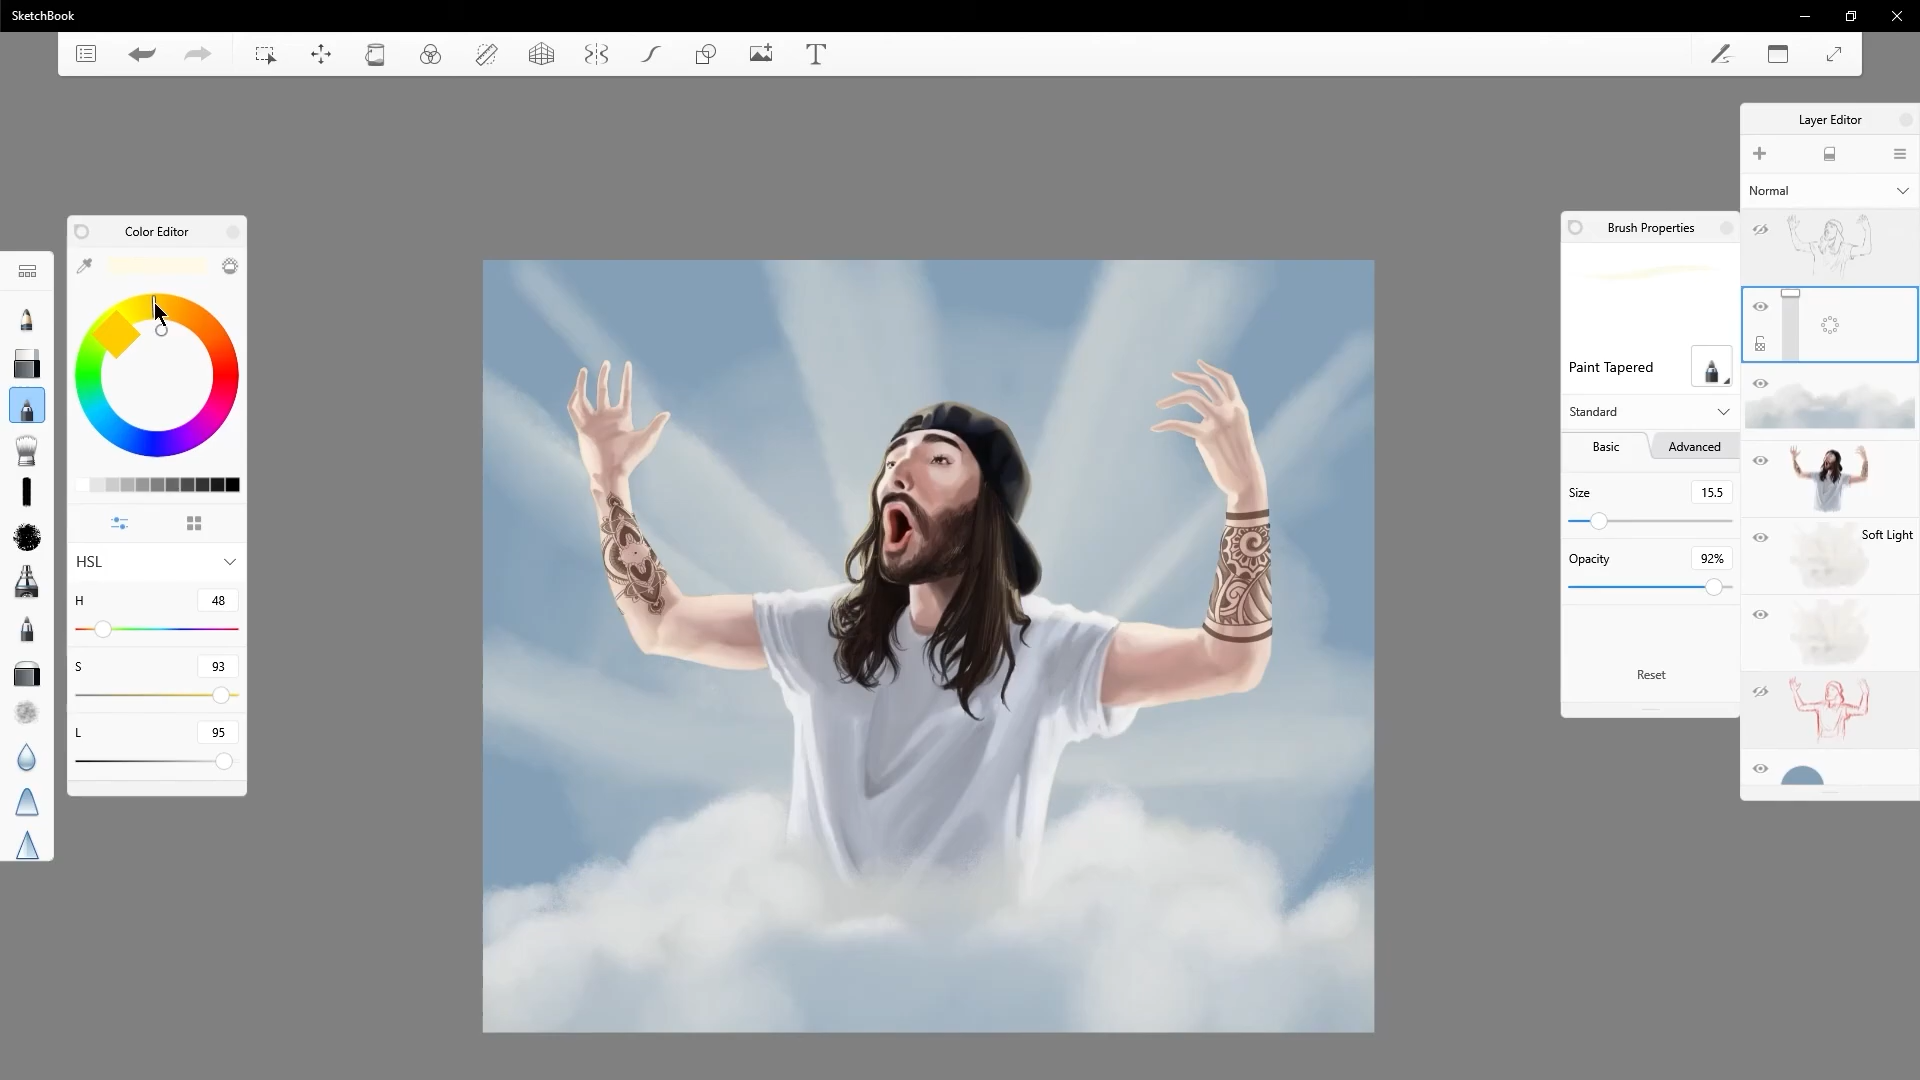 SketchBook
T
Layer Editor
Normal
Color Editor
Brush Properties
Paint Tapered
Standard
Basic
Advanced
Size
15.5
Soft Light
Opacity
92%
HSL
H
48
S
93
Reset
L
95